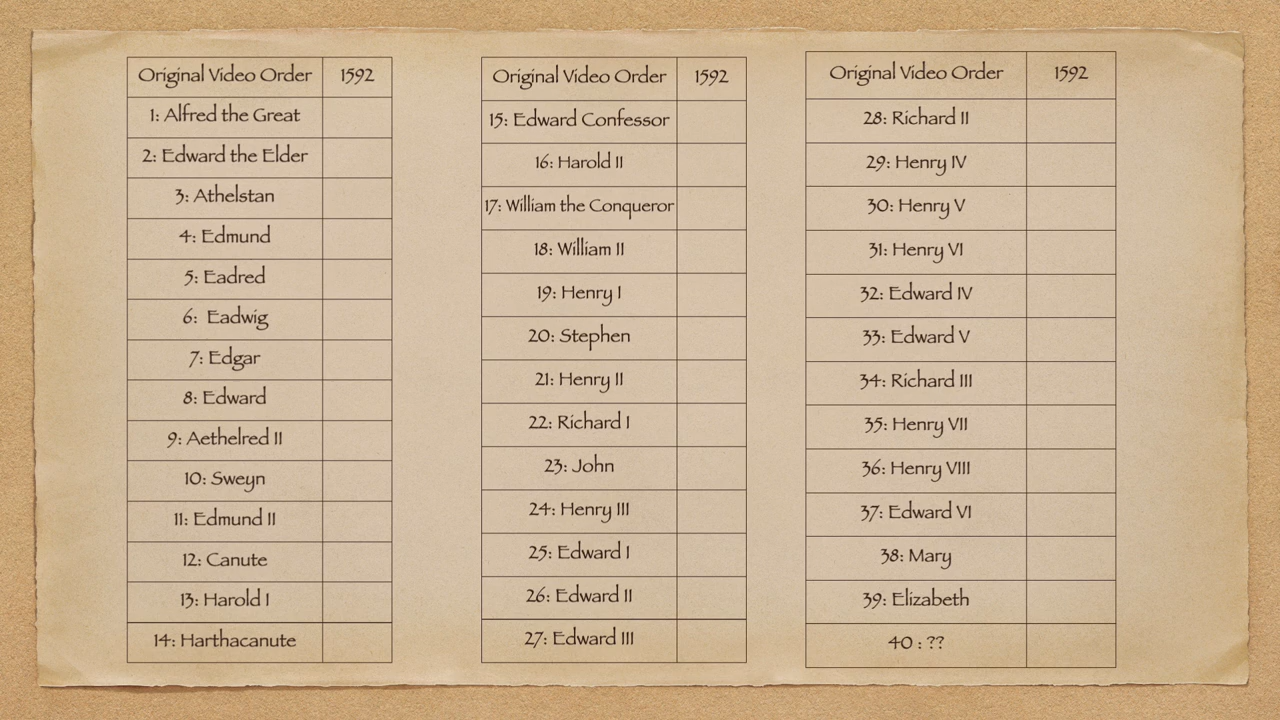 Original Video Order 1592
1: Alfred the Great
2: Edward the Elder
3: Athelstan
4: Edmund
5: Eadred
6: Eadwig
7: Edgar
8: Edward
9: Aethelred II
10: Sweyn
11: Edmund II
12: Canute
13: Harold I
14: Harthacanute
Original Video Order 1592
15: Edward Confessor
16: Harold II
17: William the Conqueror
18: William II
19: Henry I
20: Stephen
21: Henry II
22: Richard I
23: John
24: Henry III
25: Edward I
26: Edward II
27: Edward III
Original Video Order 1592
28: Richard II
29: Henry IV
30: Henry V
31: Henry VI
32: Edward IV
33: Edward V
34: Richard III
35: Henry VII
36: Henry VIII
37: Edward VI
38: Mary
39: Elizabeth
40 : ??